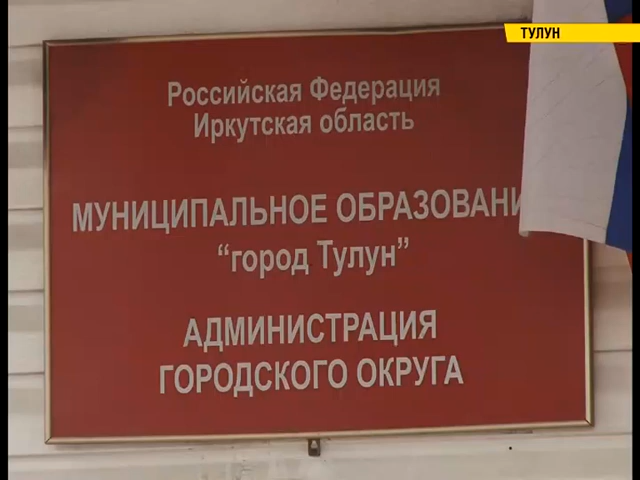 ТУЛУН
Российская Федерация
Иркутская область
МУНИЦИПАЛЬНОЕ ОБРАЗОВАНИ
“город Тулун”
АДМИНИСТРАЦИЯ
ГОРОДСКОГО ОКРУГА